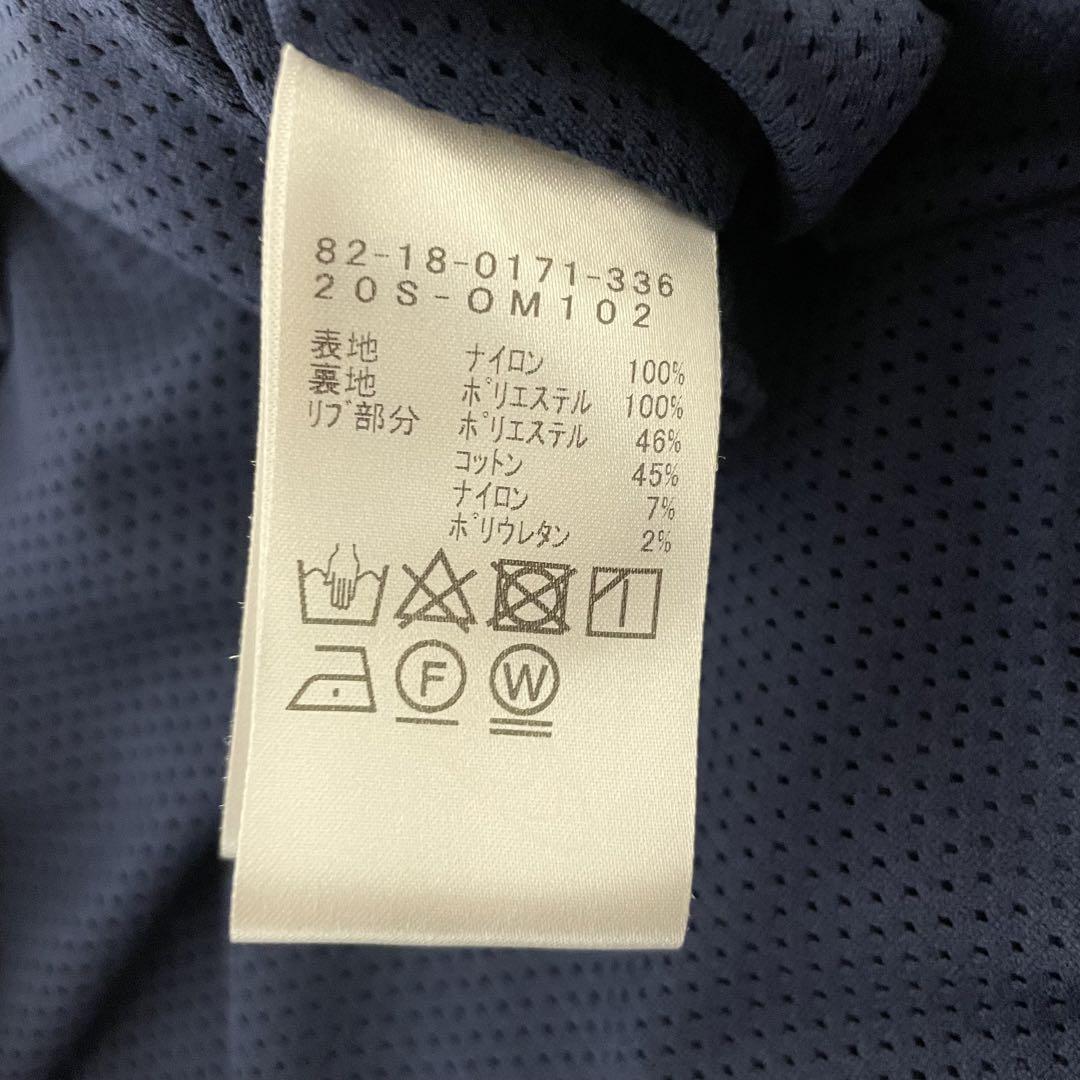 82-18-0171-336
20S-OM102
表地 ナイロン 100%
裏地 ポリエステル 100%
リブ部分 ポリエステル 46%
コットン 45%
ナイロン 7%
ポリウレタン 2%
F W